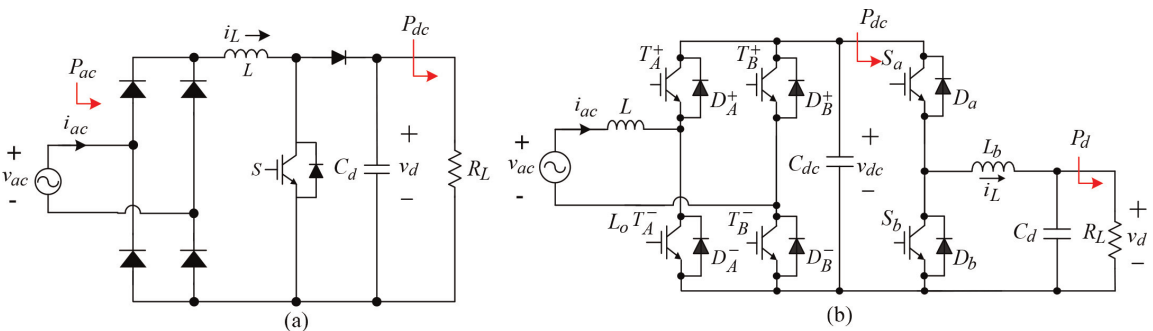 i_L
L
P_dc
P_ac
i_ac
+
v_ac
-
S
C_d
+
v_d
−
R_L
(a)
P_dc
T_A^+
D_A^+
T_B^+
D_B^+
S_a
D_a
i_ac
L
+
v_ac
-
C_dc
+
v_dc
−
L_b
i_L
P_d
L_o T_A^-
D_A^-
T_B^-
D_B^-
S_b
D_b
C_d
R_L
+
v_d
−
(b)